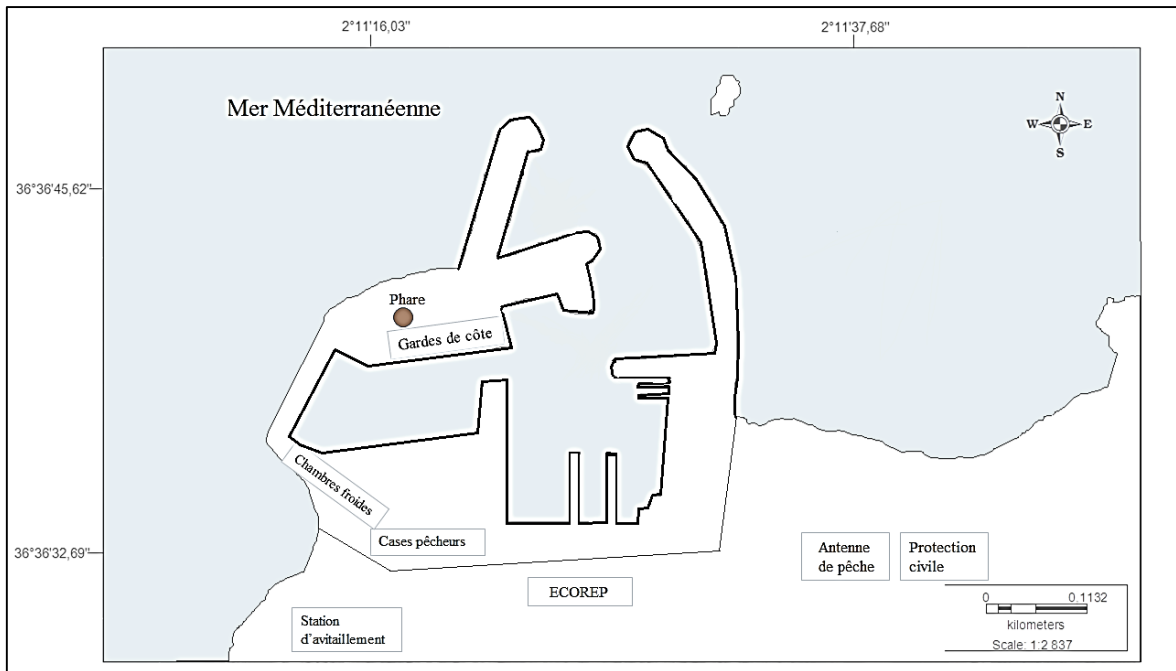 2°11'16,03"
2°11'37,68"
Mer Méditerranéenne
N
W
E
S
36°36'45,62"
Phare
Gardes de côte
Chambres froides
36°36'32,69"
Cases pêcheurs
Antenne
de pêche
Protection
civile
ECOREP
0
0.1132
kilometers
Scale: 1:2 837
Station
d'avitaillement